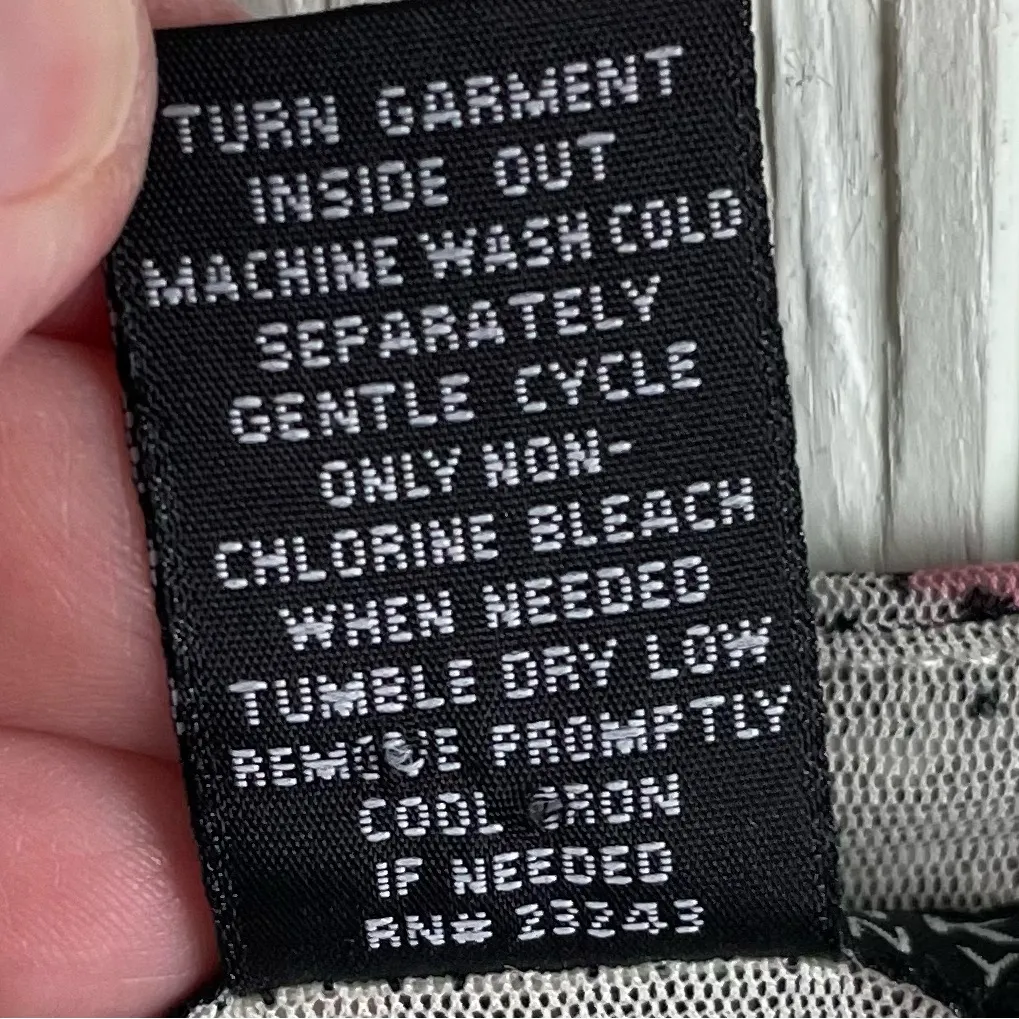 TURN GARMENT
INSIDE OUT
MACHINE WASH COLD
SEPARATELY
GENTLE CYCLE
ONLY NON-
CHLORINE BLEACH
WHEN NEEDED
TUMBLE DRY LOW
REMOVE PROMPTLY
COOL IRON
IF NEEDED
RN# 23243